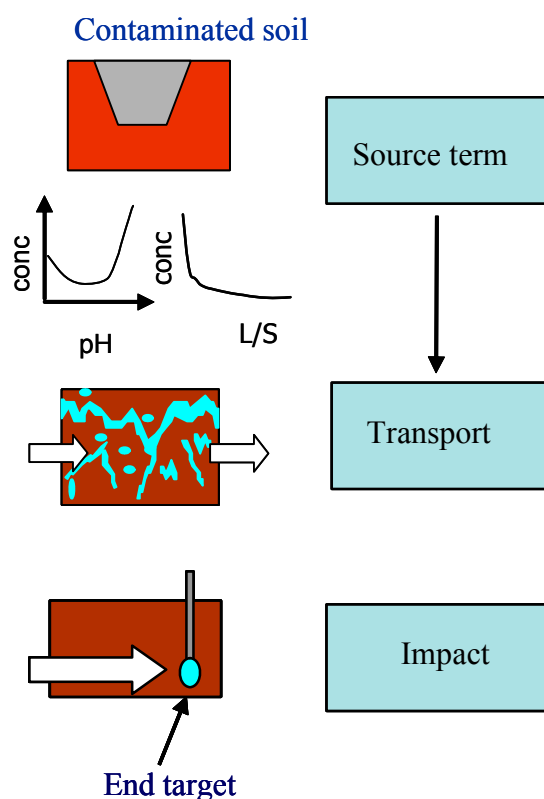 Contaminated soil
Source term
conc
pH
conc
L/S
Transport
Impact
End target